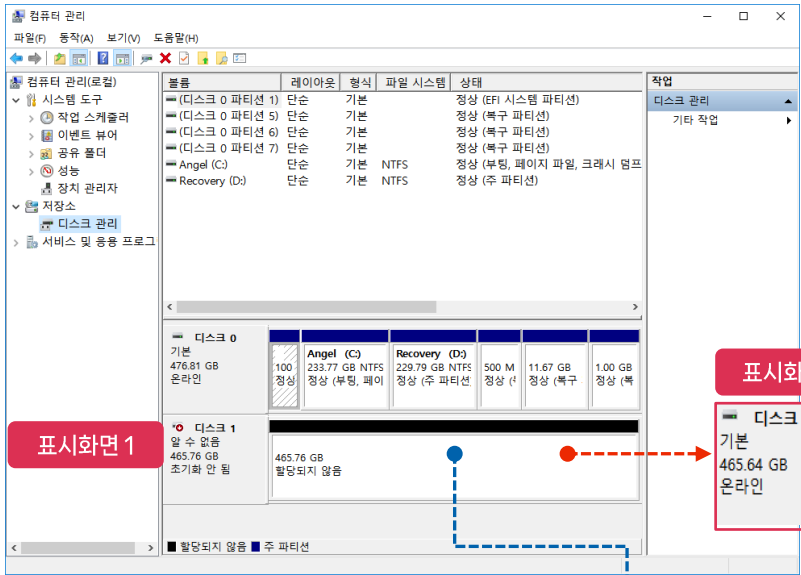 컴퓨터 관리
파일(F) 동작(A) 보기(V) 도움말(H)
컴퓨터 관리(로컬)
시스템 도구
작업 스케줄러
이벤트 뷰어
공유 폴더
성능
장치 관리자
저장소
디스크 관리
서비스 및 응용 프로그
볼륨 레이아웃 형식 파일 시스템 상태
(디스크 0 파티션 1) 단순 기본 정상 (EFI 시스템 파티션)
(디스크 0 파티션 5) 단순 기본 정상 (복구 파티션)
(디스크 0 파티션 6) 단순 기본 정상 (복구 파티션)
(디스크 0 파티션 7) 단순 기본 정상 (복구 파티션)
Angel (C:) 단순 기본 NTFS 정상 (부팅, 페이지 파일, 크래시 덤프
Recovery (D:) 단순 기본 NTFS 정상 (주 파티션)
작업
디스크 관리
기타 작업
디스크 0
기본
476.81 GB
온라인
100
정상
Angel (C:)
233.77 GB NTFS
정상 (부팅, 페이
Recovery (D:)
229.79 GB NTFS
정상 (주 파티션
500 M
정상 (
11.67 GB
정상 (복구
1.00 GB
정상 (복
디스크 1
알 수 없음
465.76 GB
초기화 안 됨
465.76 GB
할당되지 않음
표시화면 1
표시화
디스크
기본
465.64 GB
온라인
할당되지 않음 주 파티션